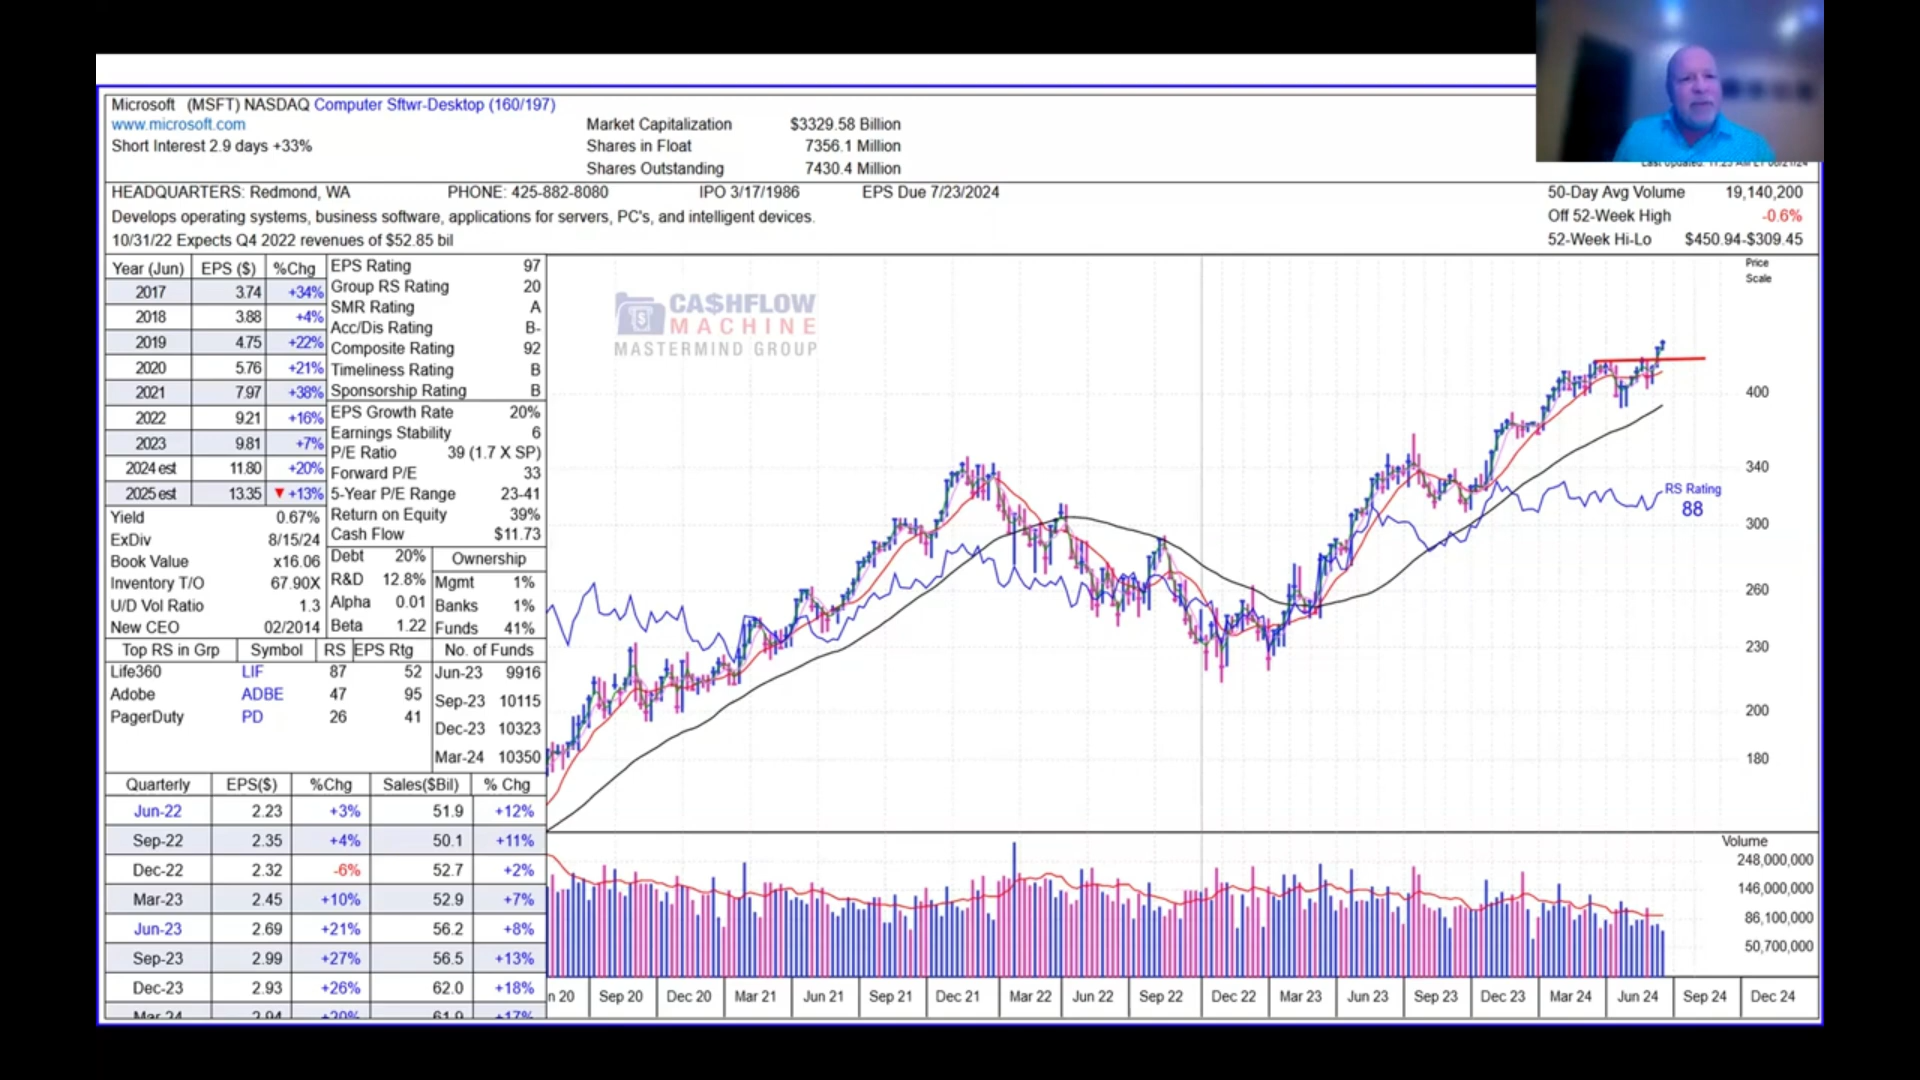 Microsoft (MSFT) NASDAQ Computer Sftwr-Desktop (160/197)
www.microsoft.com
Short Interest 2.9 days +33%
Market Capitalization $3329.58 Billion
Shares in Float 7356.1 Million
Shares Outstanding 7430.4 Million
HEADQUARTERS: Redmond, WA PHONE: 425-882-8080 IPO 3/17/1986 EPS Due 7/23/2024
Develops operating systems, business software, applications for servers, PC's, and intelligent devices.
10/31/22 Expects Q4 2022 revenues of $52.85 bil
50-Day Avg Volume 19,140,200
Off 52-Week High -0.6%
52-Week Hi-Lo $450.94-$309.45
Year (Jun) EPS ($) %Chg
2017 3.74 +34%
2018 3.88 +4%
2019 4.75 +22%
2020 5.76 +21%
2021 7.97 +38%
2022 9.21 +16%
2023 9.81 +7%
2024 est 11.80 +20%
2025 est 13.35 ▼ +13%
EPS Rating 97
Group RS Rating 20
SMR Rating A
Acc/Dis Rating B-
Composite Rating 92
Timeliness Rating B
Sponsorship Rating B
EPS Growth Rate 20%
Earnings Stability 6
P/E Ratio 39 (1.7 X SP)
Forward P/E 33
5-Year P/E Range 23-41
Return on Equity 39%
Cash Flow $11.73
Yield 0.67%
ExDiv 8/15/24
Book Value x16.06
Inventory T/O 67.90X
U/D Vol Ratio 1.3
New CEO 02/2014
Debt 20%
R&D 12.8%
Alpha 0.01
Beta 1.22
Ownership
Mgmt 1%
Banks 1%
Funds 41%
Top RS in Grp Symbol RS EPS Rtg
Life360 LIF 87 52
Adobe ADBE 47 95
PagerDuty PD 26 41
No. of Funds
Jun-23 9916
Sep-23 10115
Dec-23 10323
Mar-24 10350
Quarterly EPS($) %Chg Sales($Bil) % Chg
Jun-22 2.23 +3% 51.9 +12%
Sep-22 2.35 +4% 50.1 +11%
Dec-22 2.32 -6% 52.7 +2%
Mar-23 2.45 +10% 52.9 +7%
Jun-23 2.69 +21% 56.2 +8%
Sep-23 2.99 +27% 56.5 +13%
Dec-23 2.93 +26% 62.0 +18%
Mar-24 2.94 +20% 61.9 +17%
CA$HFLOW
MACHINE
MASTERMIND GROUP
Price
Scale
400
340
300
260
230
200
180
RS Rating
88
Volume
248,000,000
146,000,000
86,100,000
50,700,000
n 20 Sep 20 Dec 20 Mar 21 Jun 21 Sep 21 Dec 21 Mar 22 Jun 22 Sep 22 Dec 22 Mar 23 Jun 23 Sep 23 Dec 23 Mar 24 Jun 24 Sep 24 Dec 24